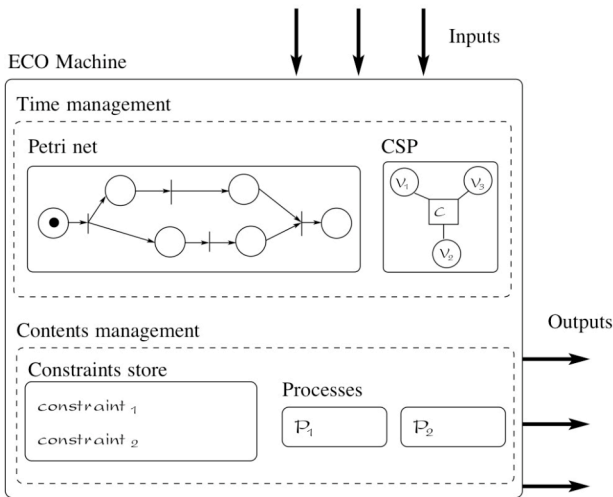 Inputs
ECO Machine
Time management
Petri net
CSP
V1
V3
C
V2
Outputs
Contents management
Constraints store
constraint 1
constraint 2
Processes
P1
P2